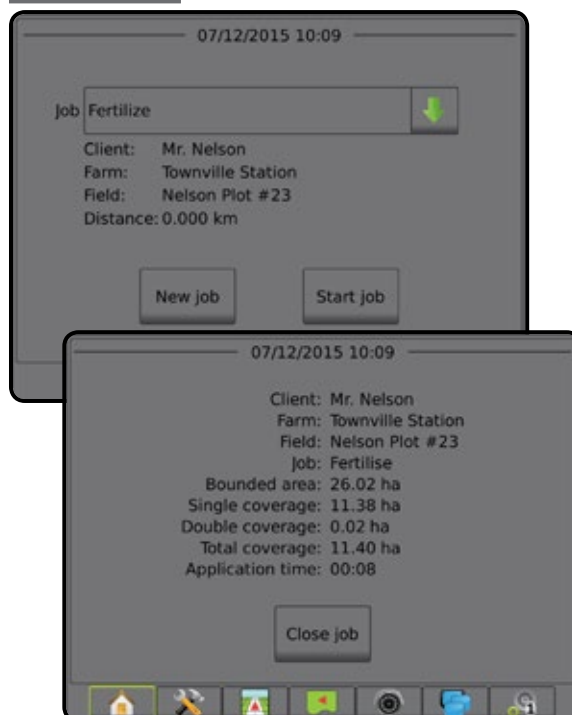 07/12/2015 10:09
Job Fertilize
Client: Mr. Nelson
Farm: Townville Station
Field: Nelson Plot #23
Distance: 0.000 km
New job Start job
07/12/2015 10:09
Client: Mr. Nelson
Farm: Townville Station
Field: Nelson Plot #23
Job: Fertilise
Bounded area: 26.02 ha
Single coverage: 11.38 ha
Double coverage: 0.02 ha
Total coverage: 11.40 ha
Application time: 00:08
Close job